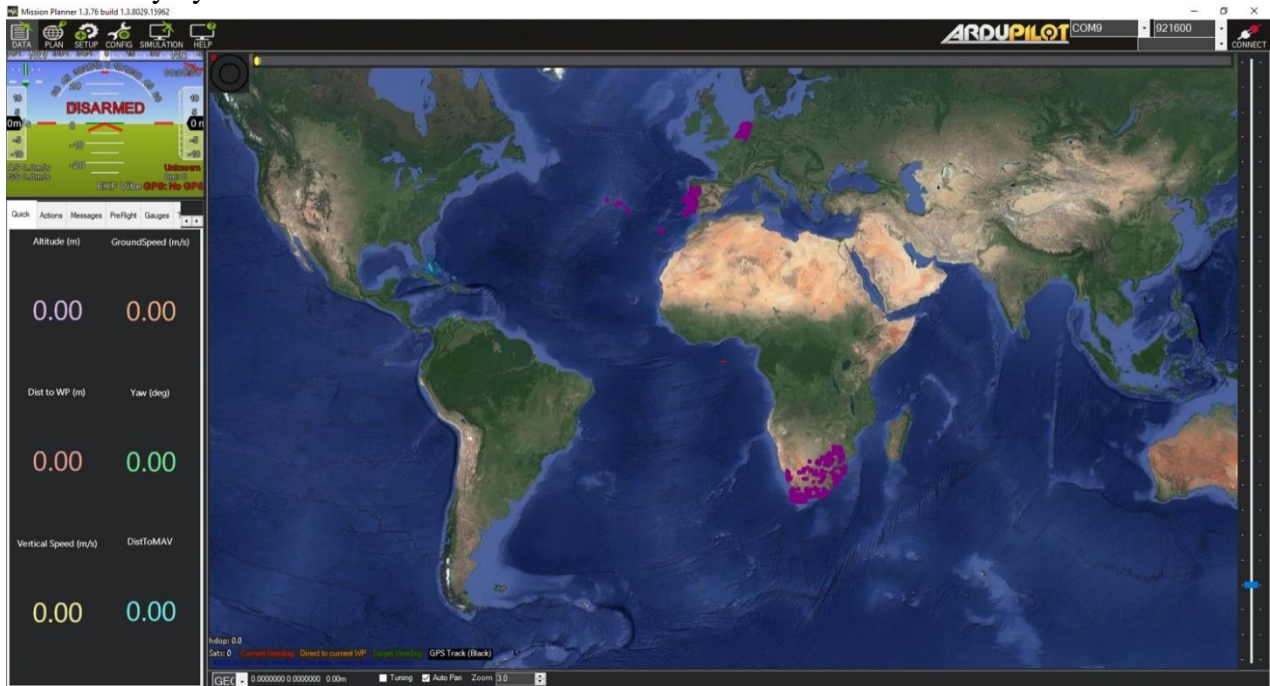 Mission Planner 1.3.76 build 1.3.8029.15962
DATA PLAN SETUP CONFIG SIMULATION HELP
ARDUPILOT COM9 921600
CONNECT
DISARMED
0m
Unknown
EKF Vibe GPS: No GPS
Quick Actions Messages PreFlight Gauges
Altitude (m) GroundSpeed (m/s)
0.00 0.00
Dist to WP (m) Yaw (deg)
0.00 0.00
Vertical Speed (m/s) DistToMAV
0.00 0.00
hdop: 0.0
Sats: 0 Current Heading Direct to current WP Target Heading GPS Track (Black)
GEO 0.0000000 0.0000000 0.00m Tuning Auto Pan Zoom 3.0